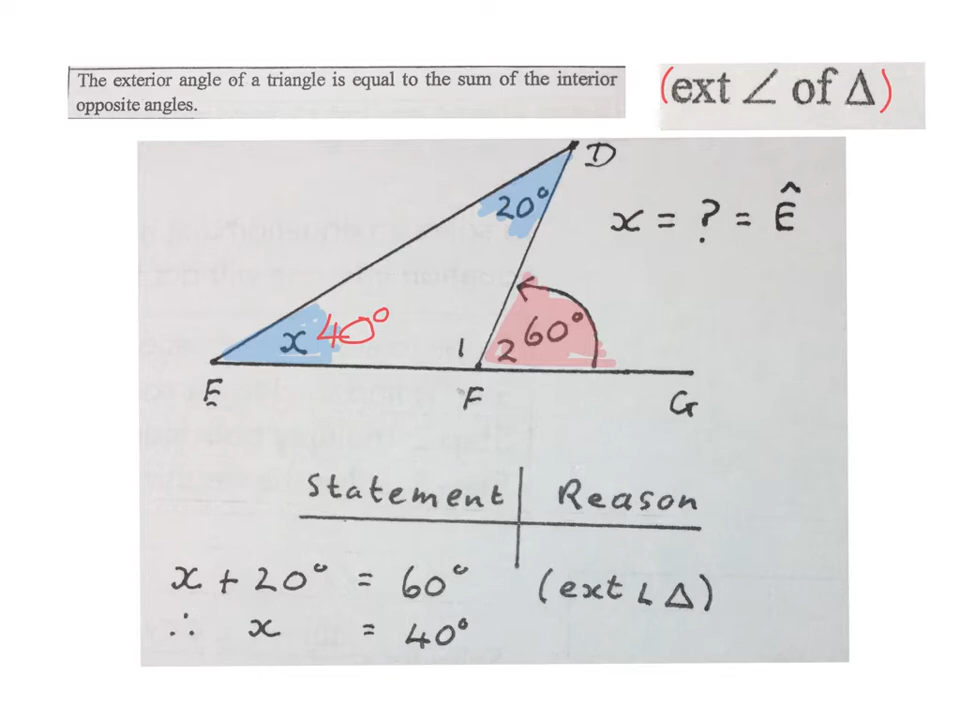 The exterior angle of a triangle is equal to the sum of the interior
opposite angles.
(ext ∠ of Δ)
D
20°
x = ? = Ê
x 40°
1 2 60°
E F G
Statement Reason
x + 20° = 60° (ext ∠ Δ)
∴ x = 40°